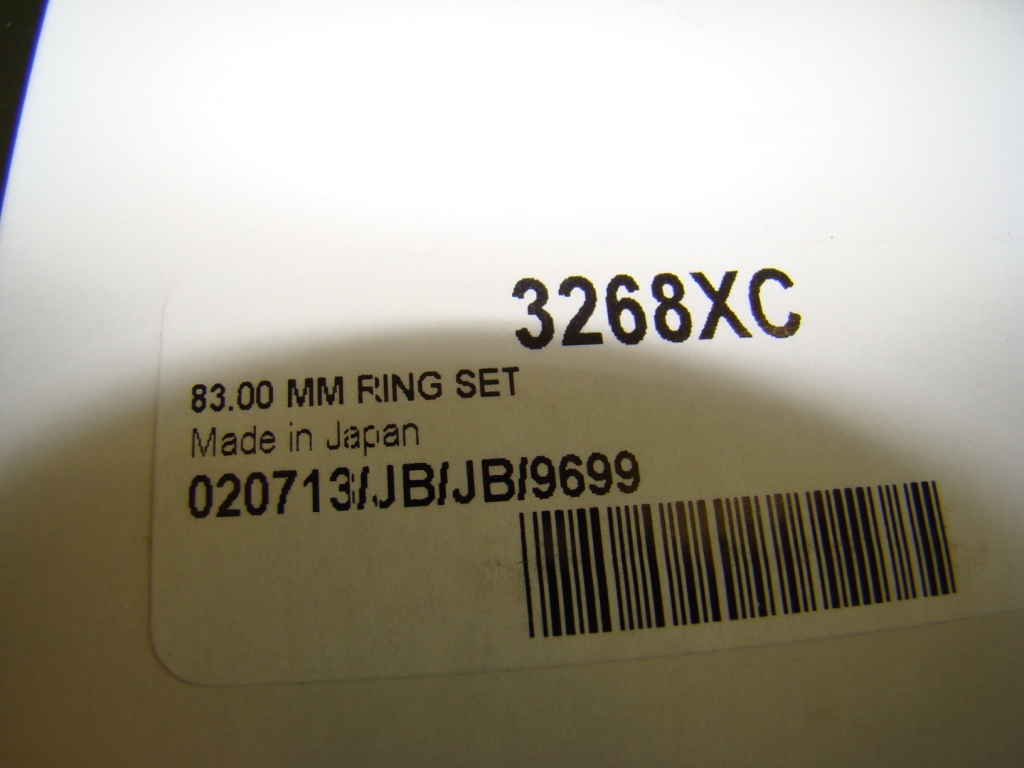 3268XC
83.00 MM RING SET
Made in Japan
020713/JB/JB/9699